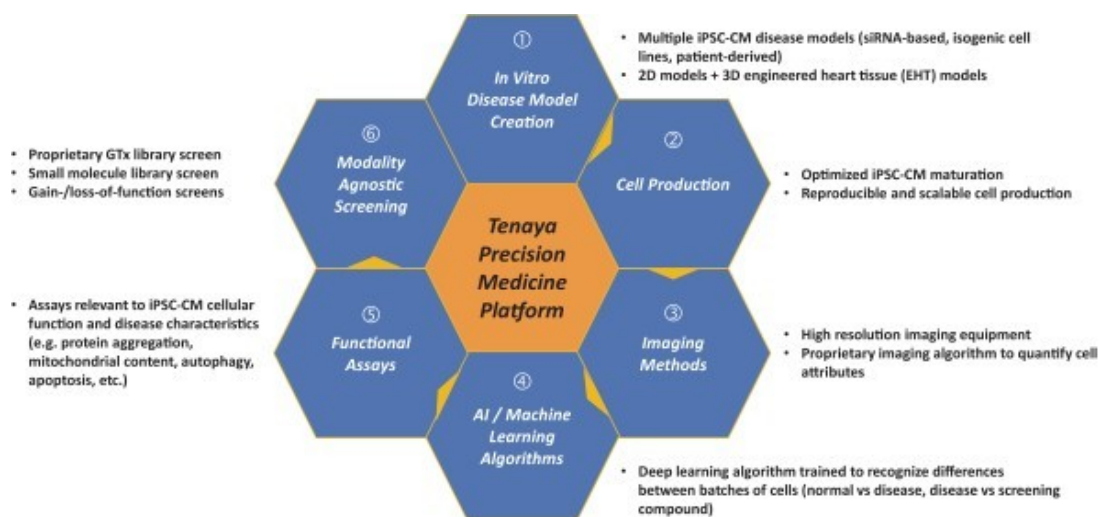 ①
In Vitro
Disease Model
Creation
• Multiple iPSC-CM disease models (siRNA-based, isogenic cell
lines, patient-derived)
• 2D models + 3D engineered heart tissue (EHT) models
②
Cell Production
• Optimized iPSC-CM maturation
• Reproducible and scalable cell production
③
Imaging
Methods
• High resolution imaging equipment
• Proprietary imaging algorithm to quantify cell
attributes
④
AI / Machine
Learning
Algorithms
• Deep learning algorithm trained to recognize differences
between batches of cells (normal vs disease, disease vs screening
compound)
⑤
Functional
Assays
• Assays relevant to iPSC-CM cellular
function and disease characteristics
(e.g. protein aggregation,
mitochondrial content, autophagy,
apoptosis, etc.)
⑥
Modality
Agnostic
Screening
• Proprietary GTx library screen
• Small molecule library screen
• Gain-/loss-of-function screens
Tenaya
Precision
Medicine
Platform